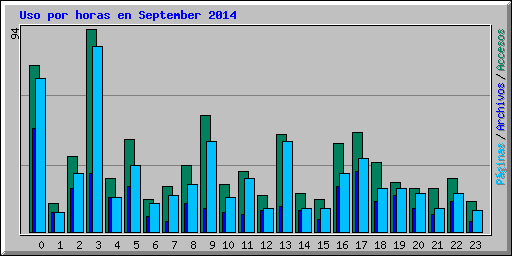 Uso por horas en September 2014
94
Páginas / Archivos / Accesos
0 1 2 3 4 5 6 7 8 9 10 11 12 13 14 15 16 17 18 19 20 21 22 23